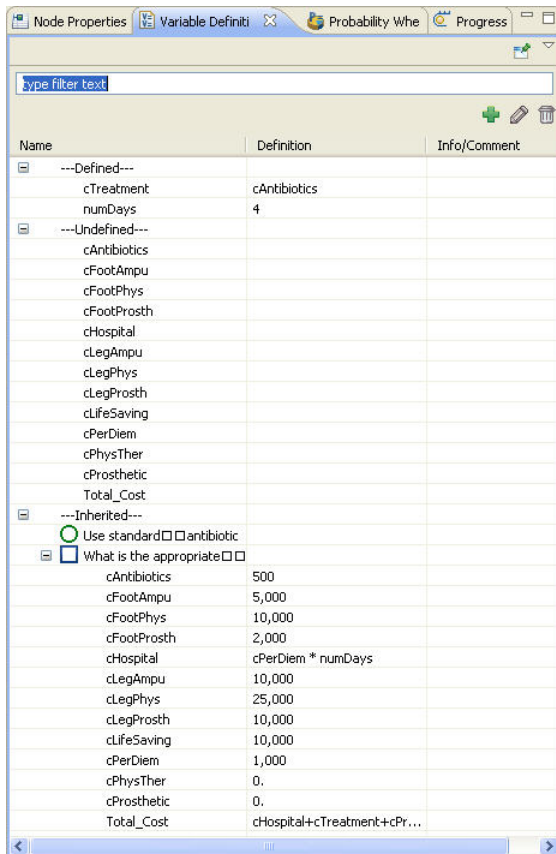 Node Properties Variable Definiti Probability Whe Progress
type filter text
Name Definition Info/Comment
---Defined---
cTreatment cAntibiotics
numDays 4
---Undefined---
cAntibiotics
cFootAmpu
cFootPhys
cFootProsth
cHospital
cLegAmpu
cLegPhys
cLegProsth
cLifeSaving
cPerDiem
cPhysTher
cProsthetic
Total_Cost
---Inherited---
Use standard□□antibiotic
What is the appropriate□□
cAntibiotics 500
cFootAmpu 5,000
cFootPhys 10,000
cFootProsth 2,000
cHospital cPerDiem * numDays
cLegAmpu 10,000
cLegPhys 25,000
cLegProsth 10,000
cLifeSaving 10,000
cPerDiem 1,000
cPhysTher 0.
cProsthetic 0.
Total_Cost cHospital+cTreatment+cPr...